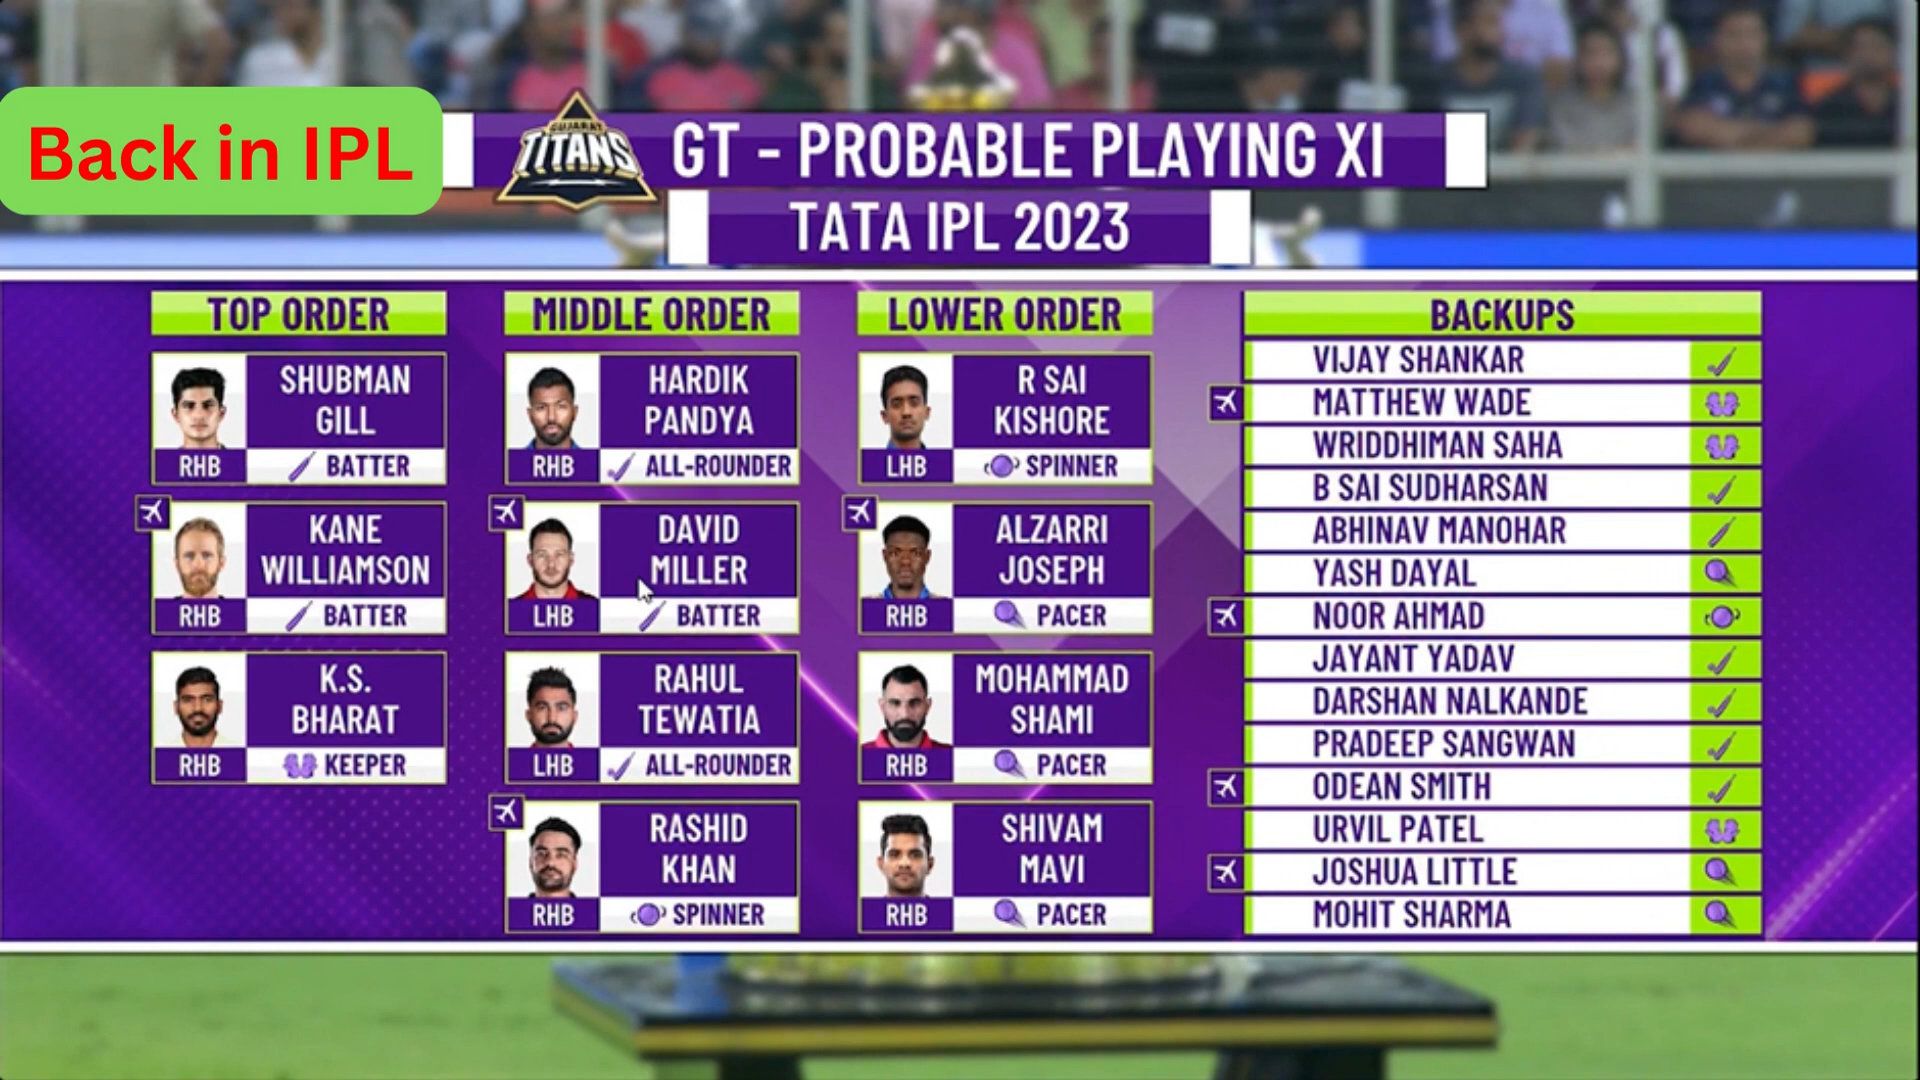 Back in IPL
GUJARAT
TITANS
GT - PROBABLE PLAYING XI
TATA IPL 2023
TOP ORDER
SHUBMAN
GILL
RHB BATTER
KANE
WILLIAMSON
RHB BATTER
K.S.
BHARAT
RHB KEEPER
MIDDLE ORDER
HARDIK
PANDYA
RHB ALL-ROUNDER
DAVID
MILLER
LHB BATTER
RAHUL
TEWATIA
LHB ALL-ROUNDER
RASHID
KHAN
RHB SPINNER
LOWER ORDER
R SAI
KISHORE
LHB SPINNER
ALZARRI
JOSEPH
RHB PACER
MOHAMMAD
SHAMI
RHB PACER
SHIVAM
MAVI
RHB PACER
BACKUPS
VIJAY SHANKAR
MATTHEW WADE
WRIDDHIMAN SAHA
B SAI SUDHARSAN
ABHINAV MANOHAR
YASH DAYAL
NOOR AHMAD
JAYANT YADAV
DARSHAN NALKANDE
PRADEEP SANGWAN
ODEAN SMITH
URVIL PATEL
JOSHUA LITTLE
MOHIT SHARMA